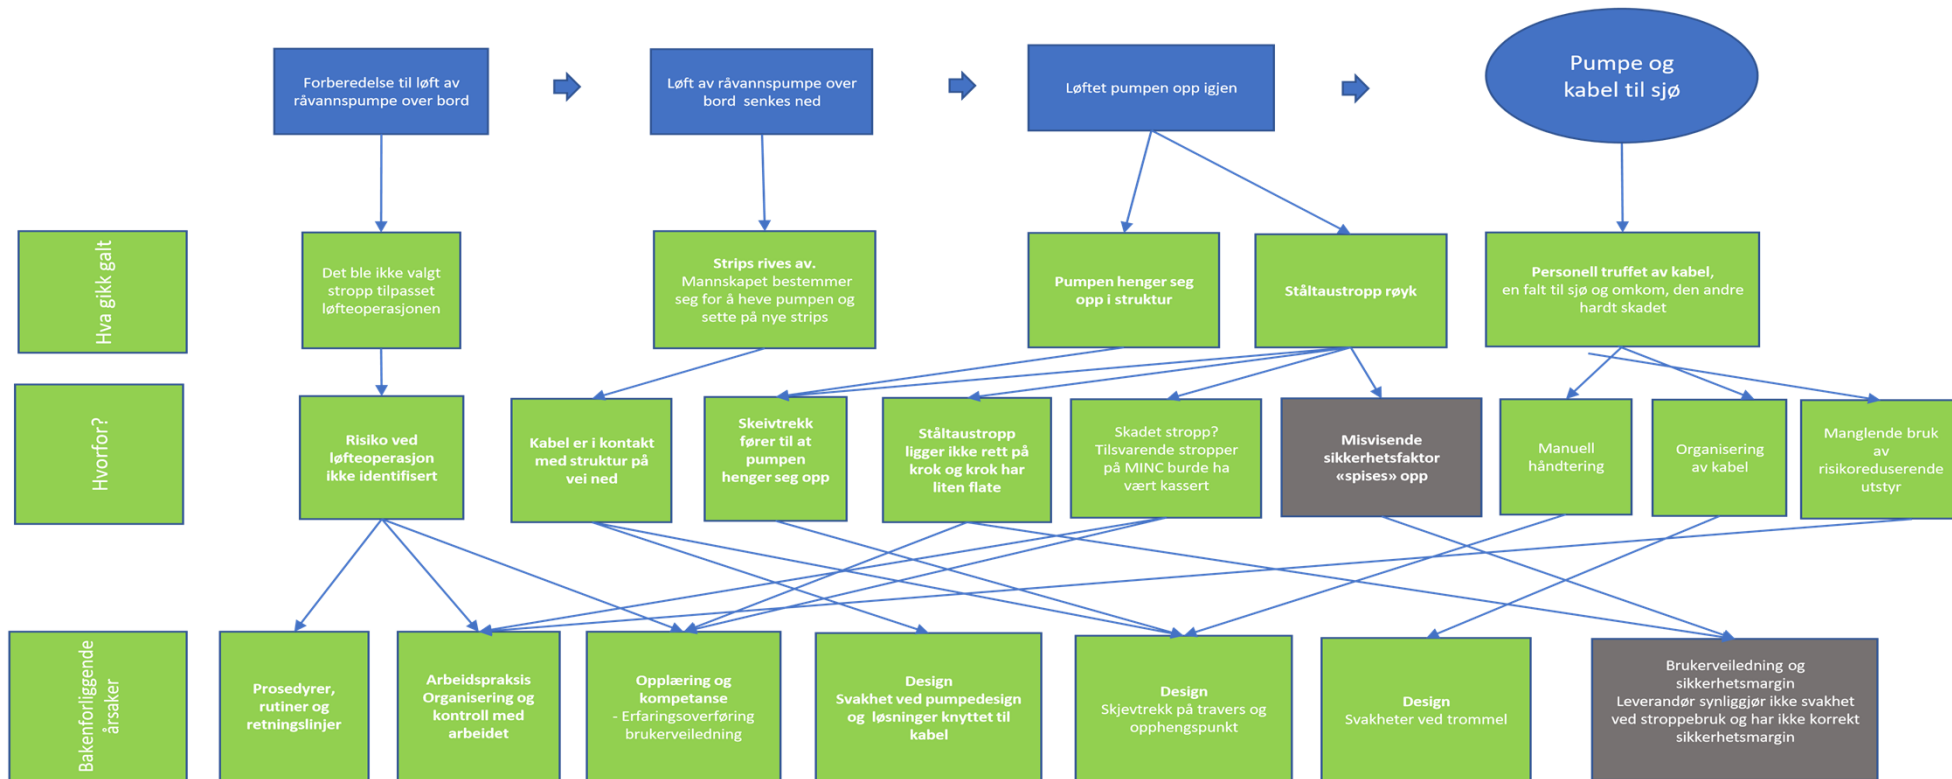 Forberedelse til løft av
råvannspumpe over bord
Løft av råvannspumpe over
bord senkes ned
Løftet pumpen opp igjen
Pumpe og
kabel til sjø
Hva gikk galt
Det ble ikke valgt
stropp tilpasset
løfteoperasjonen
Strips rives av.
Mannskapet bestemmer
seg for å heve pumpen og
sette på nye strips
Pumpen henger seg
opp i struktur
Ståltaustropp røyk
Personell truffet av kabel,
en falt til sjø og omkom, den andre
hardt skadet
Hvorfor?
Risiko ved
løfteoperasjon
ikke identifisert
Kabel er i kontakt
med struktur på
vei ned
Skeivtrekk
fører til at
pumpen
henger seg opp
Ståltaustropp
ligger ikke rett på
krok og krok har
liten flate
Skadet stropp?
Tilsvarende stropper
på MINC burde ha
vært kassert
Misvisende
sikkerhetsfaktor
«spises» opp
Manuell
håndtering
Organisering
av kabel
Manglende bruk
av
risikoreduserende
utstyr
Bakenforliggende
årsaker
Prosedyrer,
rutiner og
retningslinjer
Arbeidspraksis
Organisering og
kontroll med
arbeidet
Opplæring og
kompetanse
- Erfaringsoverføring
brukerveiledning
Design
Svakhet ved pumpedesign
og løsninger knyttet til
kabel
Design
Skjevtrekk på travers og
opphengspunkt
Design
Svakheter ved trommel
Brukerveiledning og
sikkerhetsmargin
Leverandør synliggjør ikke svakhet
ved stroppebruk og har ikke korrekt
sikkerhetsmargin